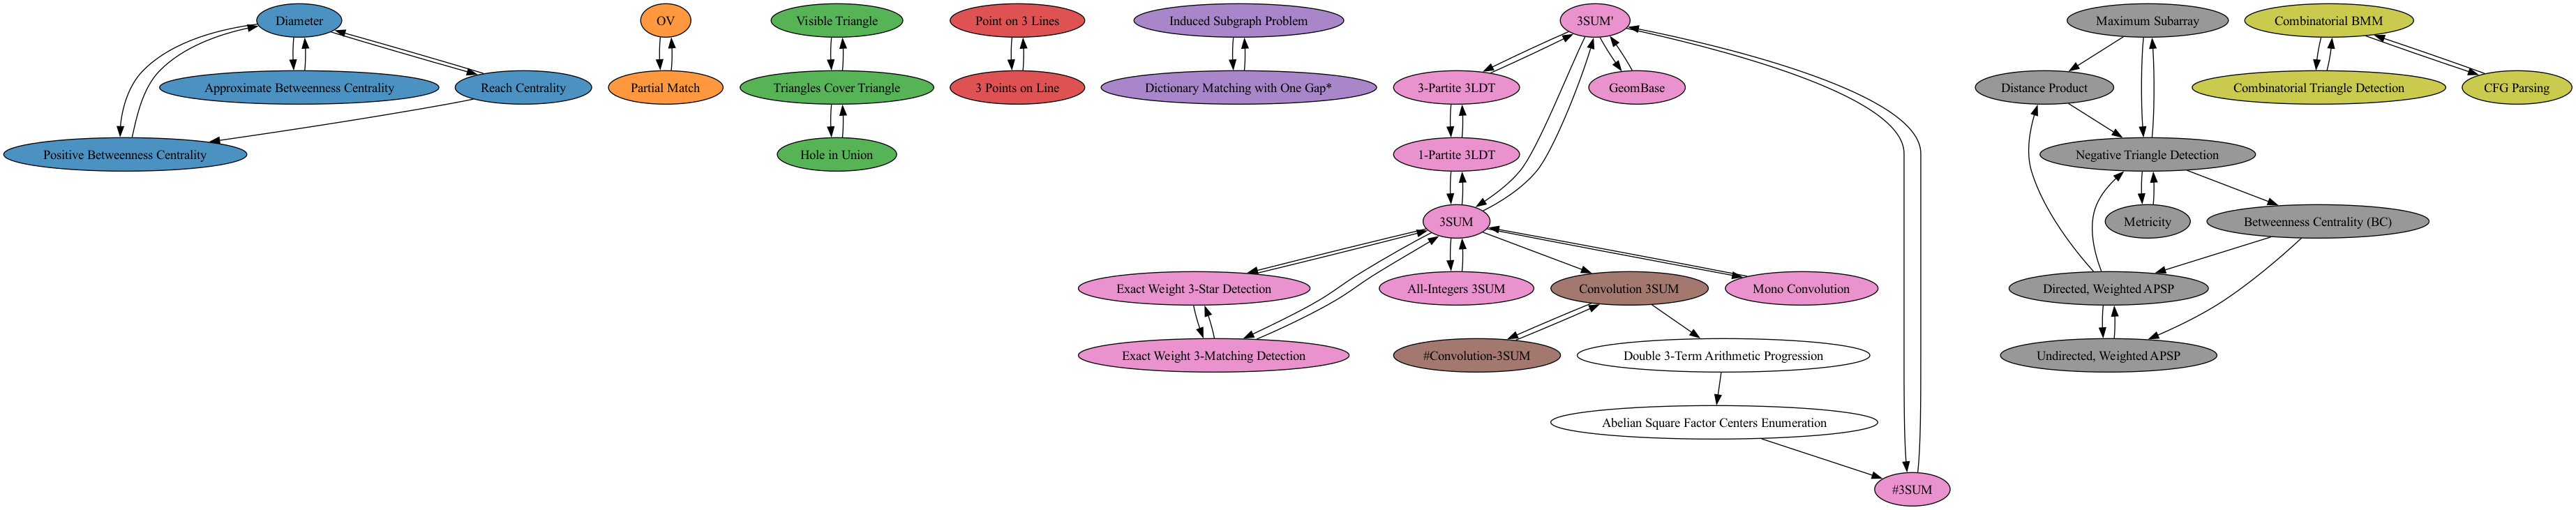 Diameter
OV
Visible Triangle
Point on 3 Lines
Induced Subgraph Problem
3SUM'
Maximum Subarray
Combinatorial BMM
Approximate Betweenness Centrality
Reach Centrality
Partial Match
Triangles Cover Triangle
3 Points on Line
Dictionary Matching with One Gap*
3-Partite 3LDT
GeomBase
Distance Product
Combinatorial Triangle Detection
CFG Parsing
Positive Betweenness Centrality
Hole in Union
1-Partite 3LDT
Negative Triangle Detection
3SUM
Metricity
Betweenness Centrality (BC)
Exact Weight 3-Star Detection
All-Integers 3SUM
Convolution 3SUM
Mono Convolution
Directed, Weighted APSP
Exact Weight 3-Matching Detection
#Convolution-3SUM
Double 3-Term Arithmetic Progression
Undirected, Weighted APSP
Abelian Square Factor Centers Enumeration
#3SUM